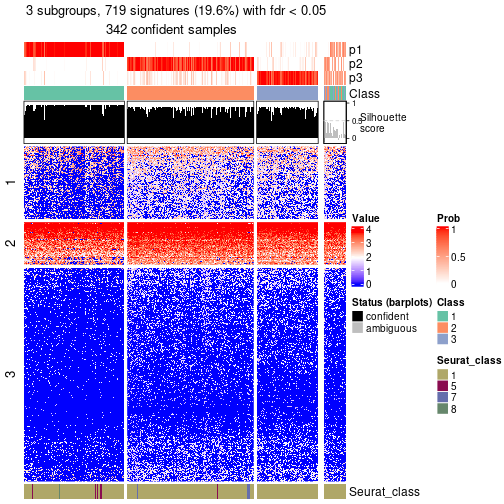 3 subgroups, 719 signatures (19.6%) with fdr < 0.05
342 confident samples
p1
p2
p3
Class
1
0.5
0
Silhouette
score
1
2
3
Value
4
3
2
1
0
Prob
1
0.5
0
Status (barplots)
confident
ambiguous
Class
1
2
3
Seurat_class
1
5
7
8
Seurat_class